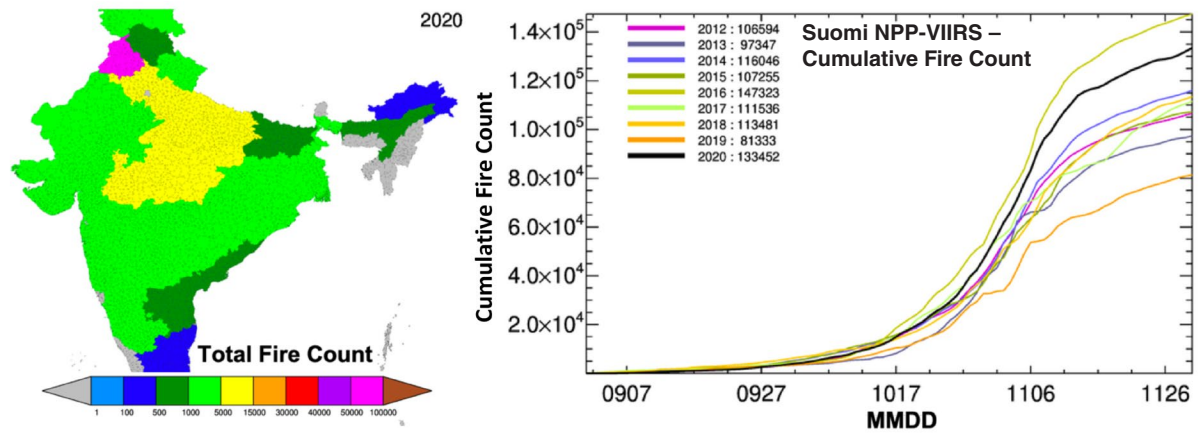 2020
Total Fire Count
1 100 500 1000 5000 15000 30000 40000 50000 100000
Cumulative Fire Count
1.4×10⁵
1.2×10⁵
1.0×10⁵
8.0×10⁴
6.0×10⁴
4.0×10⁴
2.0×10⁴
2012 : 106594
2013 : 97347
2014 : 116046
2015 : 107255
2016 : 147323
2017 : 111536
2018 : 113481
2019 : 81333
2020 : 133452
Suomi NPP-VIIRS –
Cumulative Fire Count
0907 0927 1017 1106 1126
MMDD